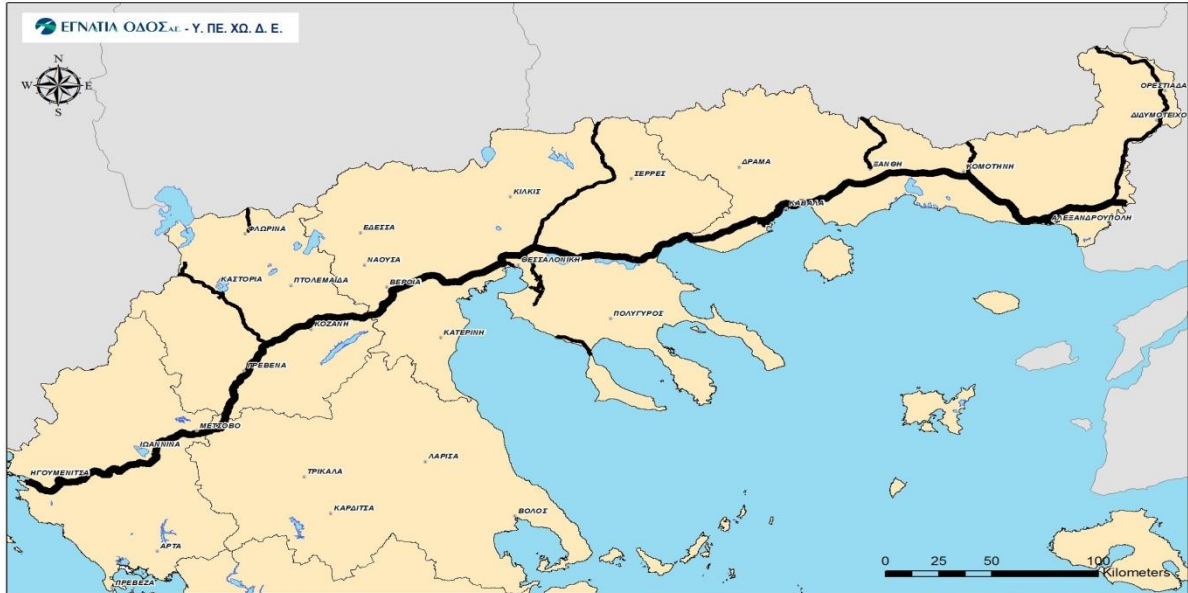 ΕΓΝΑΤΙΑ ΟΔΟΣ Α.Ε. - Υ. ΠΕ. ΧΩ. Δ. Ε.
N
W E
S
ΟΡΕΣΤΙΑΔΑ
ΔΙΔΥΜΟΤΕΙΧΟ
ΞΑΝΘΗ
ΚΟΜΟΤΗΝΗ
ΔΡΑΜΑ
ΣΕΡΡΕΣ
ΚΙΛΚΙΣ
ΚΑΒΑΛΑ
ΑΛΕΞΑΝΔΡΟΥΠΟΛΗ
ΦΛΩΡΙΝΑ
ΕΔΕΣΣΑ
ΝΑΟΥΣΑ
ΘΕΣΣΑΛΟΝΙΚΗ
ΚΑΣΤΟΡΙΑ
ΠΤΟΛΕΜΑΪΔΑ
ΒΕΡΟΙΑ
ΠΟΛΥΓΥΡΟΣ
ΚΟΖΑΝΗ
ΚΑΤΕΡΙΝΗ
ΓΡΕΒΕΝΑ
ΜΕΤΣΟΒΟ
ΙΩΑΝΝΙΝΑ
ΗΓΟΥΜΕΝΙΤΣΑ
ΛΑΡΙΣΑ
ΤΡΙΚΑΛΑ
ΚΑΡΔΙΤΣΑ
ΒΟΛΟΣ
ΑΡΤΑ
ΠΡΕΒΕΖΑ
0 25 50 100
Kilometers